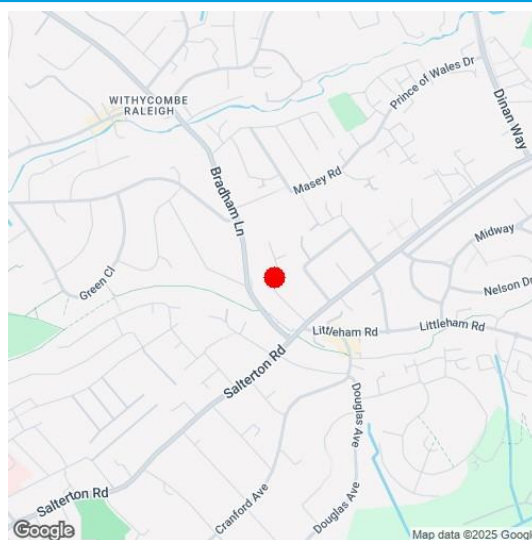 Prince of Wales Dr
Dinan Way
WITHYCOMBE
RALEIGH
Masey Rd
Bradham Ln
Midway
Green Cl
Nelson Dr
Littleham Rd
Littleham Rd
Salterton Rd
Douglas Ave
Salterton Rd
Cranford Ave
Douglas Ave
Google
Map data ©2025 Google